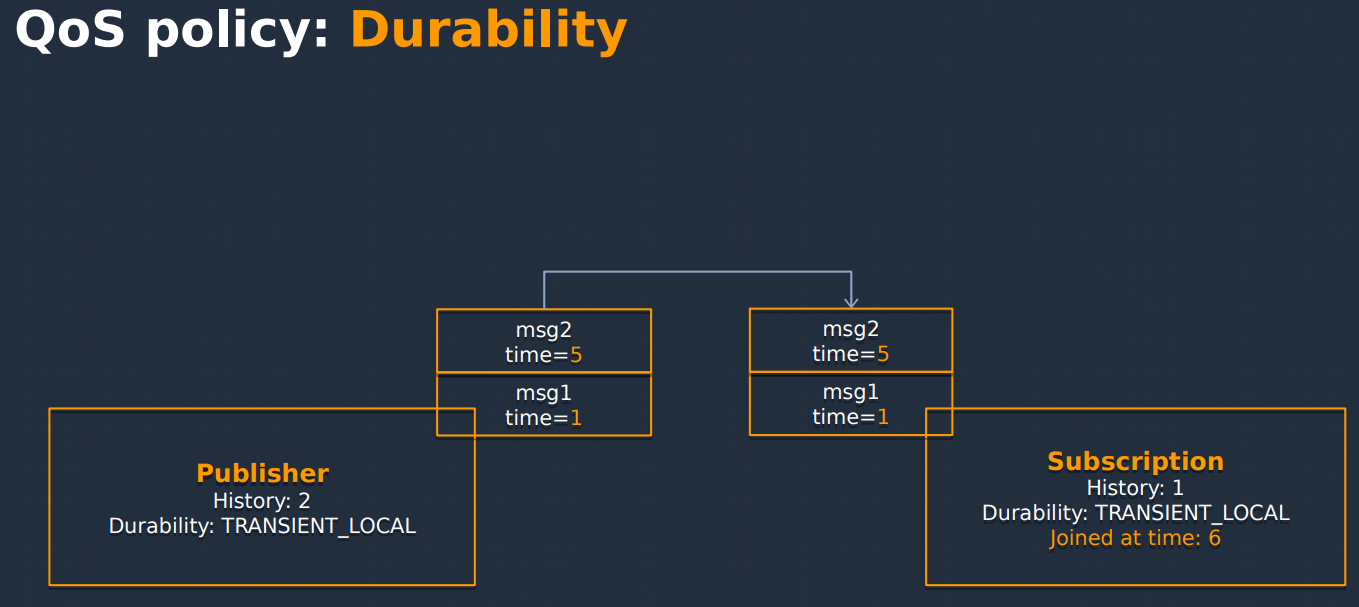 QoS policy: Durability
msg2
time=5
msg1
time=1
msg2
time=5
msg1
time=1
Publisher
History: 2
Durability: TRANSIENT_LOCAL
Subscription
History: 1
Durability: TRANSIENT_LOCAL
Joined at time: 6